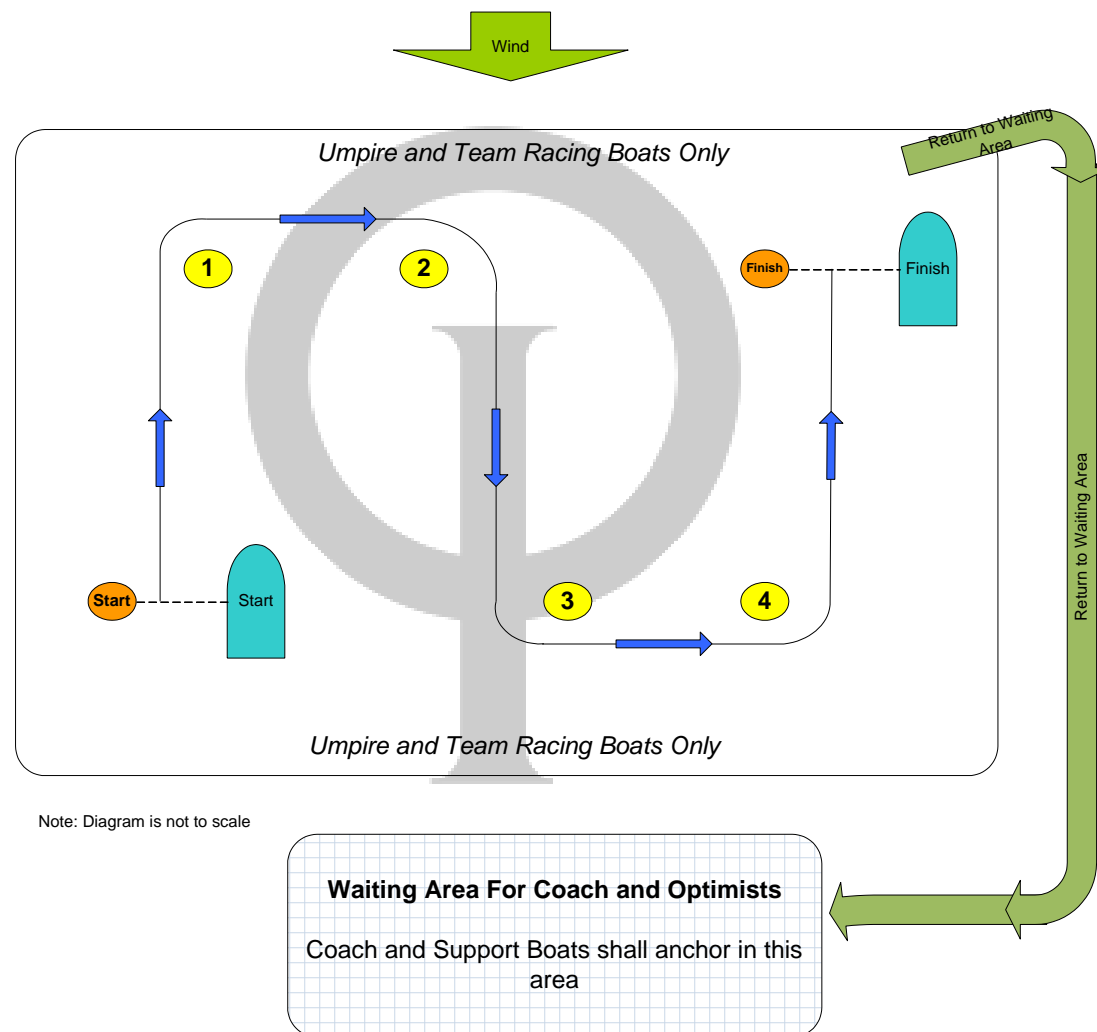 Wind
Umpire and Team Racing Boats Only
Return to Waiting
Area
1
2
Finish
Finish
Return to Waiting Area
Start
Start
3
4
Umpire and Team Racing Boats Only
Note: Diagram is not to scale
Waiting Area For Coach and Optimists
Coach and Support Boats shall anchor in this
area